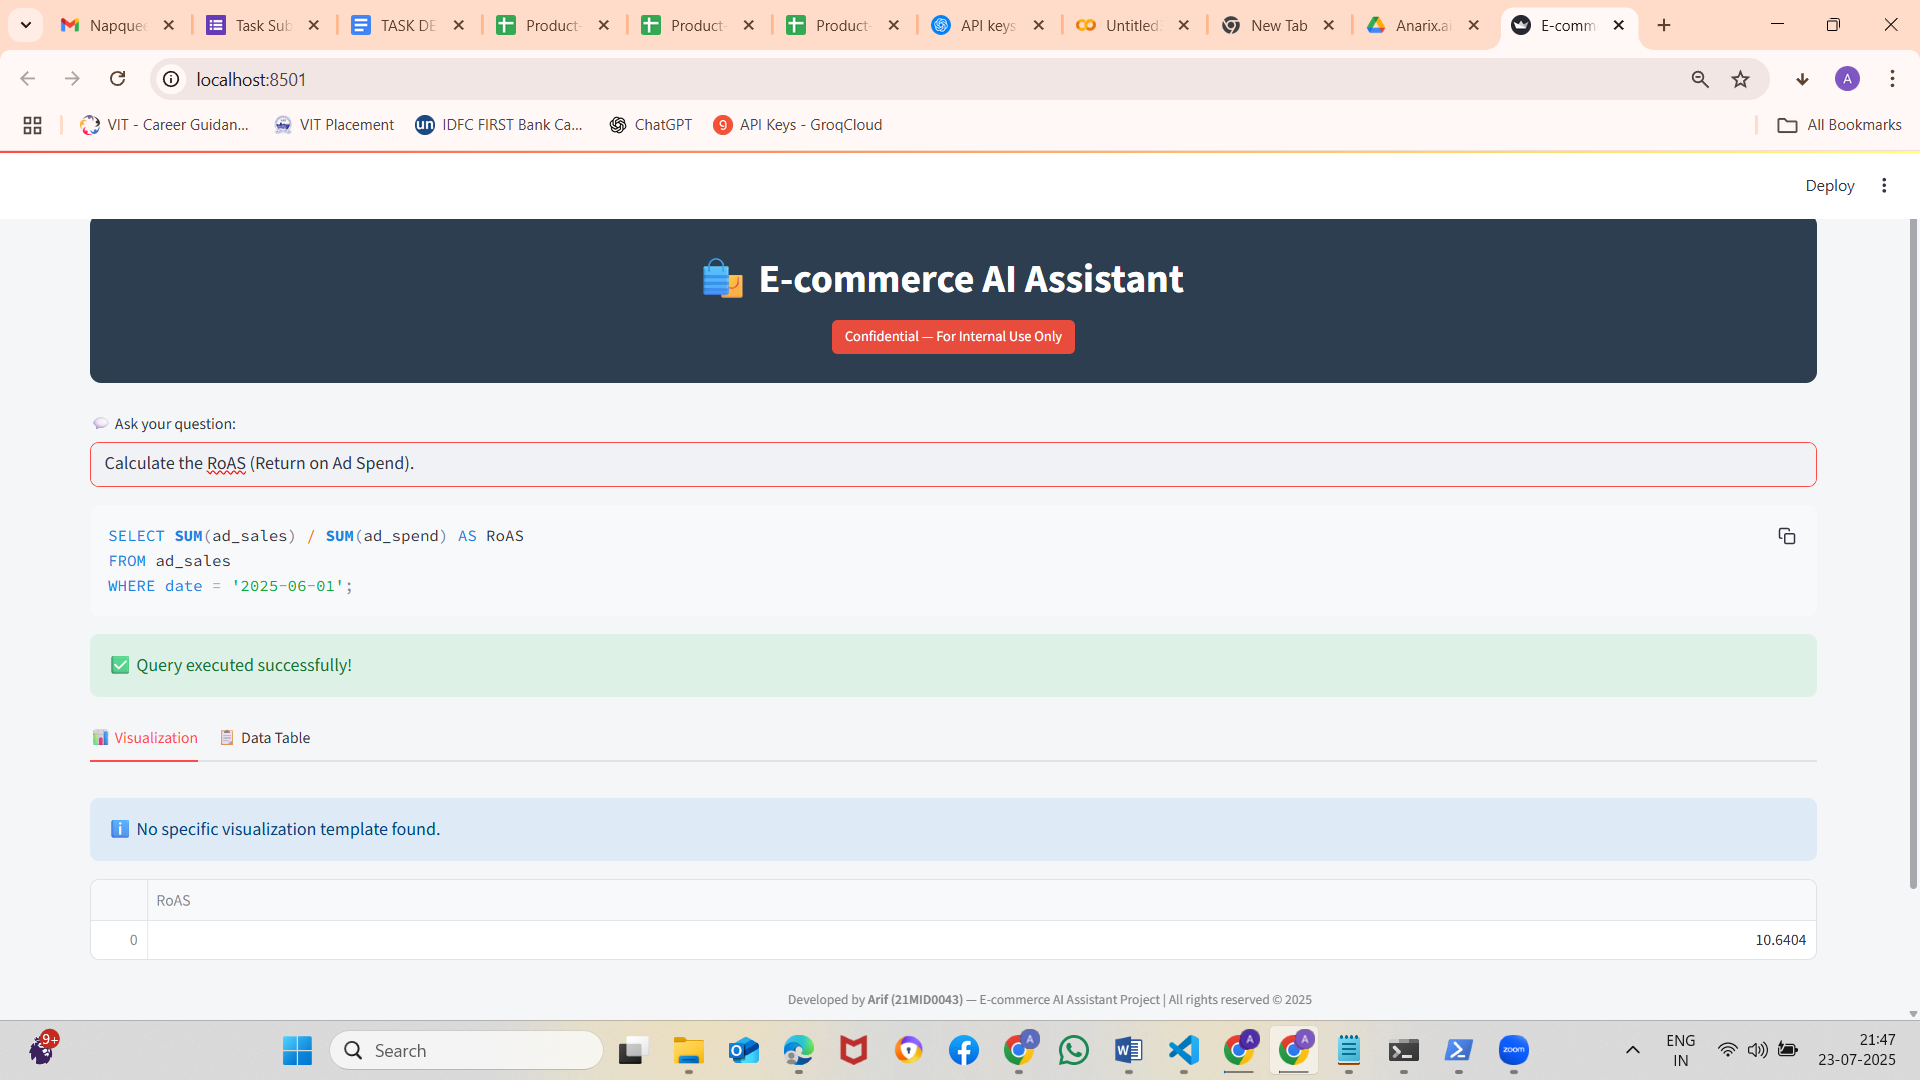 Napquee
Task Sub
TASK DE
Product-
Product-
Product-
API keys
Untitled
New Tab
Anarix.ai
E-comm
localhost:8501
A
VIT - Career Guidan...
VIT Placement
un
IDFC FIRST Bank Ca...
ChatGPT
9
API Keys - GroqCloud
All Bookmarks
Deploy
E-commerce AI Assistant
Confidential — For Internal Use Only
Ask your question:
Calculate the RoAS (Return on Ad Spend).
SELECT SUM(ad_sales) / SUM(ad_spend) AS RoAS
FROM ad_sales
WHERE date = '2025-06-01';
Query executed successfully!
Visualization
Data Table
No specific visualization template found.
RoAS
0
10.6404
Developed by Arif (21MID0043) — E-commerce AI Assistant Project | All rights reserved © 2025
9+
Search
A
A
A
zoom
ENG
IN
21:47
23-07-2025